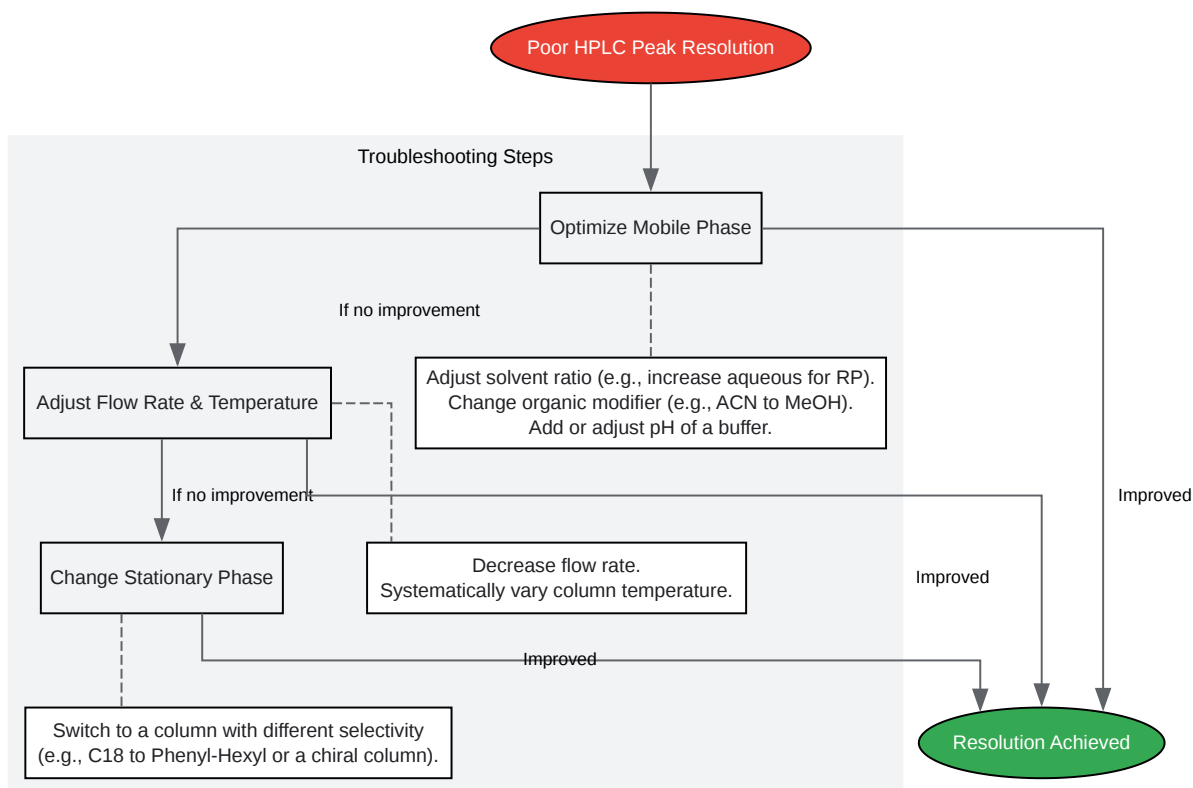 Poor HPLC Peak Resolution
Troubleshooting Steps
Optimize Mobile Phase
If no improvement
Adjust solvent ratio (e.g., increase aqueous for RP).
Change organic modifier (e.g., ACN to MeOH).
Add or adjust pH of a buffer.
Adjust Flow Rate & Temperature
If no improvement
Improved
Change Stationary Phase
Decrease flow rate.
Systematically vary column temperature.
Improved
Improved
Switch to a column with different selectivity
(e.g., C18 to Phenyl-Hexyl or a chiral column).
Resolution Achieved